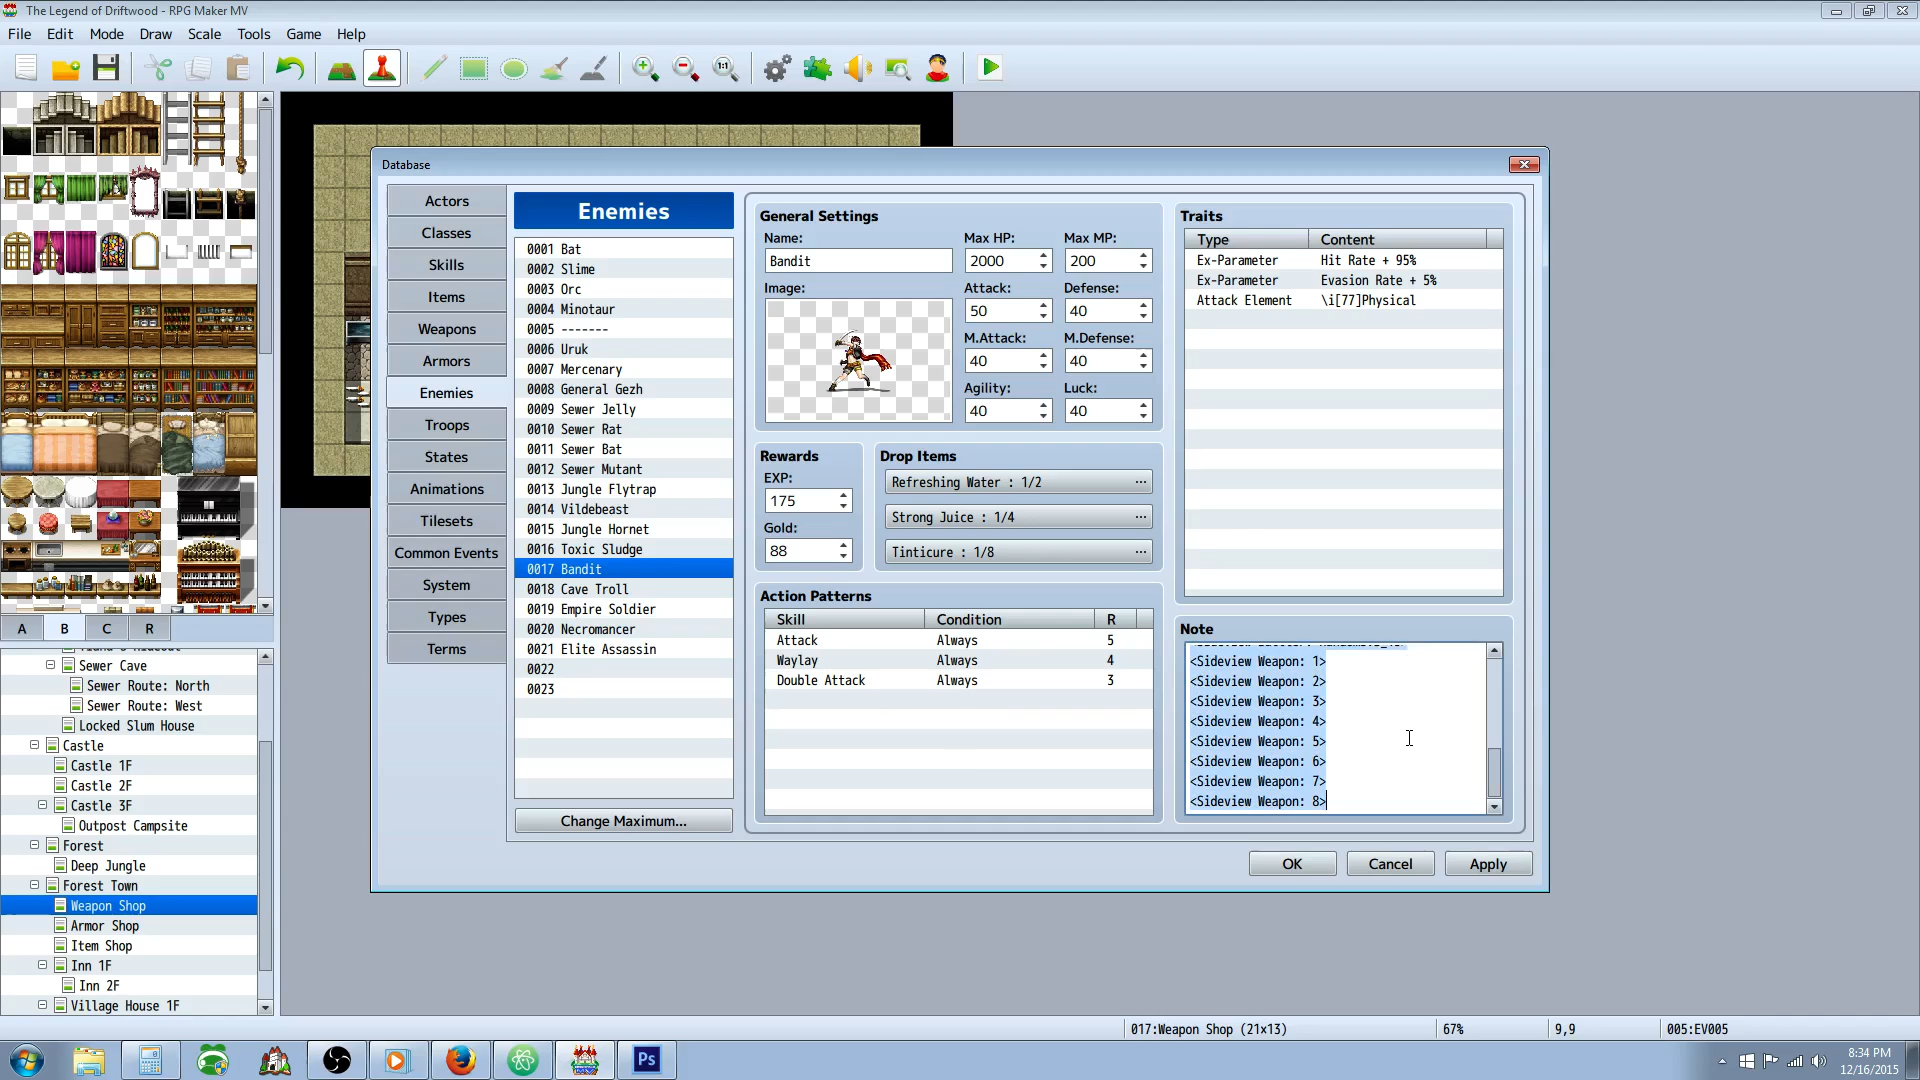 The Legend of Driftwood - RPG Maker MV
File Edit Mode Draw Scale Tools Game Help
1:1
Database
Actors
Classes
Skills
Items
Weapons
Armors
Enemies
Troops
States
Animations
Tilesets
Common Events
System
Types
Terms
Enemies
0001 Bat
0002 Slime
0003 Orc
0004 Minotaur
0005 -------
0006 Uruk
0007 Mercenary
0008 General Gezh
0009 Sewer Jelly
0010 Sewer Rat
0011 Sewer Bat
0012 Sewer Mutant
0013 Jungle Flytrap
0014 Vildebeast
0015 Jungle Hornet
0016 Toxic Sludge
0017 Bandit
0018 Cave Troll
0019 Empire Soldier
0020 Necromancer
0021 Elite Assassin
0022
0023
Change Maximum...
General Settings
Name: Max HP: Max MP:
Bandit 2000 200
Image: Attack: Defense:
50 40
M.Attack: M.Defense:
40 40
Agility: Luck:
40 40
Rewards
EXP:
175
Gold:
88
Drop Items
Refreshing Water : 1/2 ...
Strong Juice : 1/4 ...
Tinticure : 1/8 ...
Action Patterns
Skill Condition R
Attack Always 5
Waylay Always 4
Double Attack Always 3
Traits
Type Content
Ex-Parameter Hit Rate + 95%
Ex-Parameter Evasion Rate + 5%
Attack Element \i[77]Physical
Note
<Sideview Weapon: 1>
<Sideview Weapon: 2>
<Sideview Weapon: 3>
<Sideview Weapon: 4>
<Sideview Weapon: 5>
<Sideview Weapon: 6>
<Sideview Weapon: 7>
<Sideview Weapon: 8>
OK Cancel Apply
A B C R
Sewer Cave
Sewer Route: North
Sewer Route: West
Locked Slum House
Castle
Castle 1F
Castle 2F
Castle 3F
Outpost Campsite
Forest
Deep Jungle
Forest Town
Weapon Shop
Armor Shop
Item Shop
Inn 1F
Inn 2F
Village House 1F
017:Weapon Shop (21x13) 67% 9,9 005:EV005
Ps
8:34 PM
12/16/2015